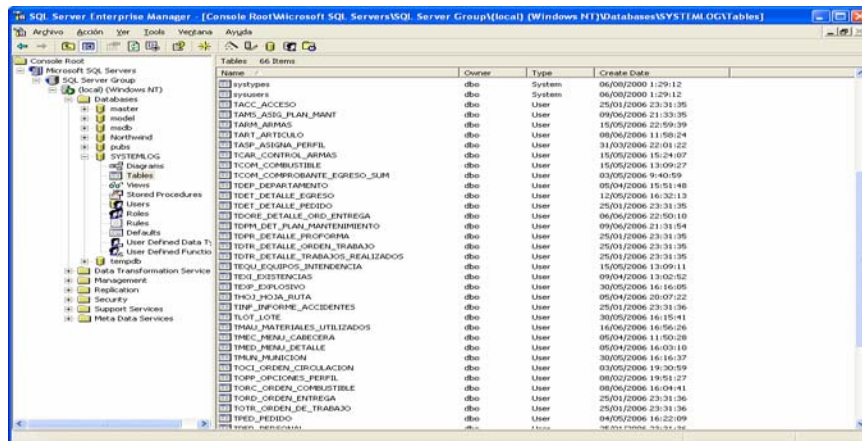 SQL Server Enterprise Manager - [Console Root\Microsoft SQL Servers\SQL Server Group\(local) (Windows NT)\Databases\SYSTEMLOG\Tables]
Archivo Acción Ver Tools Ventana Ayuda
Console Root
Microsoft SQL Servers
SQL Server Group
(local) (Windows NT)
Databases
master
model
msdb
Northwind
pubs
SYSTEMLOG
Diagrams
Tables
Views
Stored Procedures
Users
Roles
Rules
Defaults
User Defined Data Ty
User Defined Functio
tempdb
Data Transformation Service
Management
Replication
Security
Support Services
Meta Data Services
Tables 66 Items
Name Owner Type Create Date
systypes dbo System 06/08/2000 1:29:12
sysusers dbo System 06/08/2000 1:29:12
TACC_ACCESO dbo User 25/01/2006 23:31:35
TAMS_ASIG_PLAN_MANT dbo User 09/06/2006 21:33:35
TARM_ARMAS dbo User 15/05/2006 22:59:39
TART_ARTICULO dbo User 08/06/2006 11:58:24
TASP_ASIGNA_PERFIL dbo User 31/03/2006 22:01:22
TCAR_CONTROL_ARMAS dbo User 15/05/2006 15:24:07
TCOM_COMBUSTIBLE dbo User 15/05/2006 13:09:27
TCOM_COMPROBANTE_EGRESO_SUM dbo User 03/05/2006 9:40:59
TDEP_DEPARTAMENTO dbo User 05/04/2006 15:51:48
TDET_DETALLE_EGRESO dbo User 12/05/2006 16:32:13
TDET_DETALLE_PEDIDO dbo User 25/01/2006 23:31:35
TDORE_DETALLE_ORD_ENTREGA dbo User 06/06/2006 22:50:10
TDPM_DET_PLAN_MANTENIMIENTO dbo User 09/06/2006 21:31:54
TDPR_DETALLE_PROFORMA dbo User 25/01/2006 23:31:35
TDTR_DETALLE_ORDEN_TRABAJO dbo User 25/01/2006 23:31:35
TDTR_DETALLE_TRABAJOS_REALIZADOS dbo User 25/01/2006 23:31:35
TEQU_EQUIPOS_INTENDENCIA dbo User 15/05/2006 13:09:11
TEXI_EXISTENCIAS dbo User 09/04/2006 13:02:52
TEXP_EXPLOSIVO dbo User 30/05/2006 16:16:05
THOJ_HOJA_RUTA dbo User 05/04/2006 20:07:22
TINF_INFORME_ACCIDENTES dbo User 25/01/2006 23:31:36
TLOT_LOTE dbo User 30/05/2006 16:15:41
TMAU_MATERIALES_UTILIZADOS dbo User 16/06/2006 16:56:26
TMEC_MENU_CABECERA dbo User 05/04/2006 11:50:28
TMED_MENU_DETALLE dbo User 05/04/2006 16:03:10
TMUN_MUNICION dbo User 30/05/2006 16:16:37
TOCI_ORDEN_CIRCULACION dbo User 03/05/2006 19:30:59
TOPP_OPCIONES_PERFIL dbo User 08/02/2006 19:51:27
TORC_ORDEN_COMBUSTIBLE dbo User 08/06/2006 16:04:41
TORD_ORDEN_ENTREGA dbo User 25/01/2006 23:31:36
TOTR_ORDEN_DE_TRABAJO dbo User 25/01/2006 23:31:36
TPED_PEDIDO dbo User 04/05/2006 16:22:09